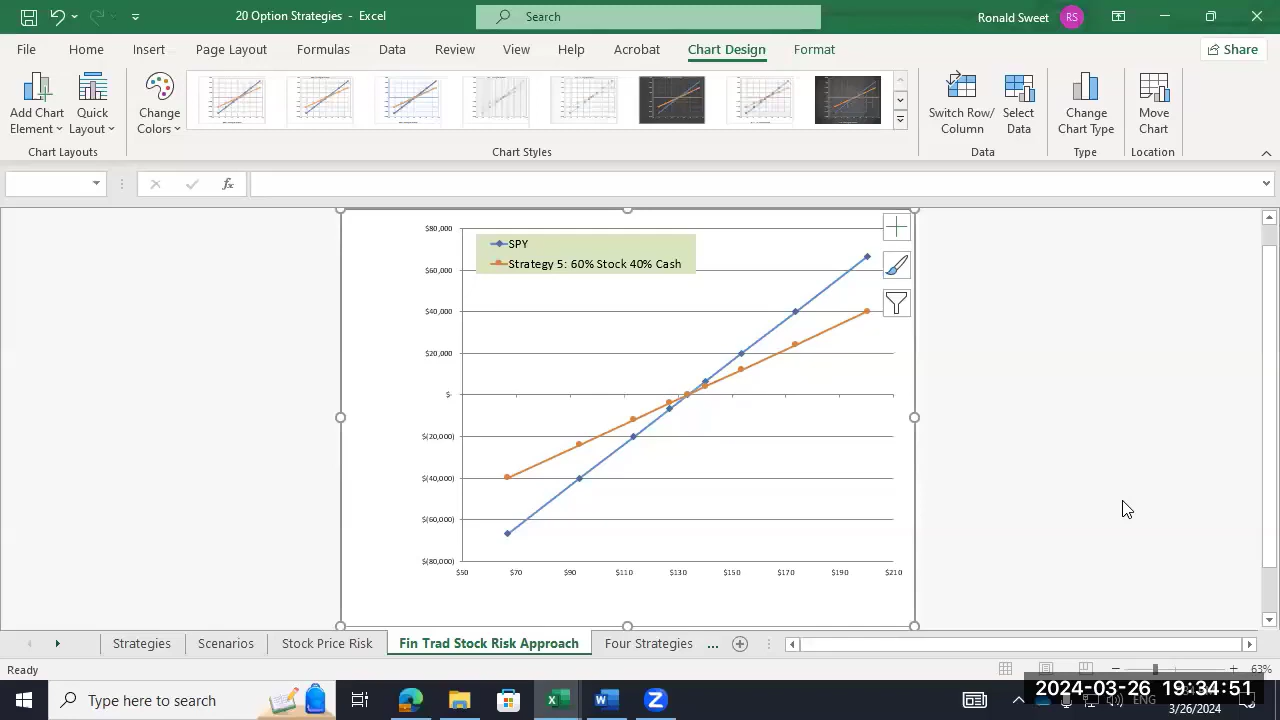 20 Option Strategies - Excel
Search
Ronald Sweet
RS
File Home Insert Page Layout Formulas Data Review View Help Acrobat Chart Design Format
Share
Add Chart Element
Quick Layout
Change Colors
Switch Row/ Column
Select Data
Change Chart Type
Move Chart
Chart Layouts
Chart Styles
Data
Type
Location
fx
$80,000
SPY
Strategy 5: 60% Stock 40% Cash
$60,000
$40,000
$20,000
$-
$(20,000)
$(40,000)
$(60,000)
$(80,000)
$50 $70 $90 $110 $130 $150 $170 $190 $210
Strategies Scenarios Stock Price Risk Fin Trad Stock Risk Approach Four Strategies ...
Ready
63%
Type here to search
2024-03-26 19:34:51
ENG
3/26/2024